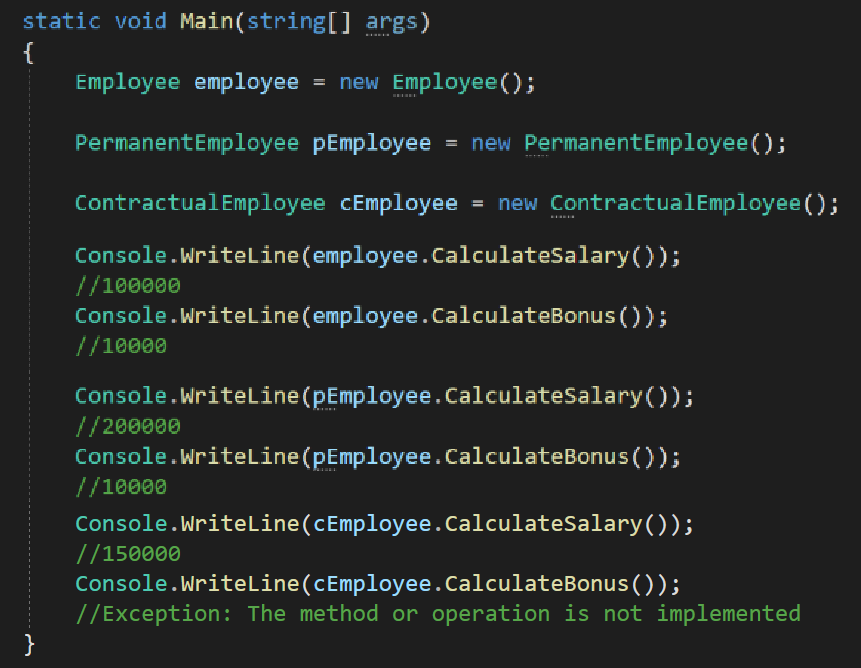 static void Main(string[] args)
{
Employee employee = new Employee();
PermanentEmployee pEmployee = new PermanentEmployee();
ContractualEmployee cEmployee = new ContractualEmployee();
Console.WriteLine(employee.CalculateSalary());
//100000
Console.WriteLine(employee.CalculateBonus());
//10000
Console.WriteLine(pEmployee.CalculateSalary());
//200000
Console.WriteLine(pEmployee.CalculateBonus());
//10000
Console.WriteLine(cEmployee.CalculateSalary());
//150000
Console.WriteLine(cEmployee.CalculateBonus());
//Exception: The method or operation is not implemented
}